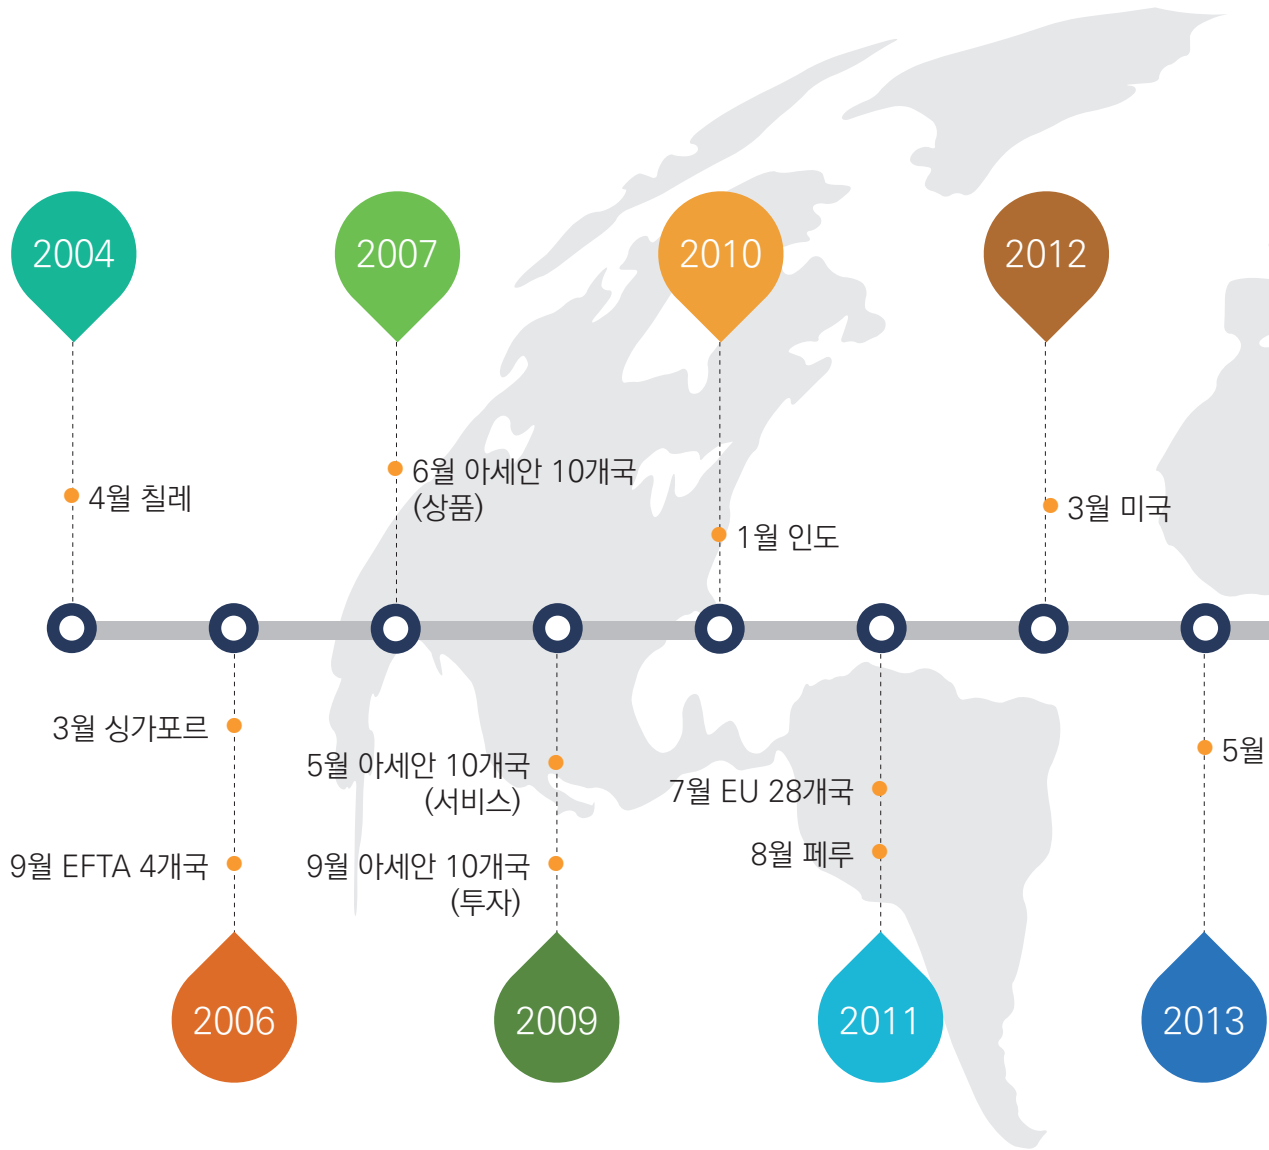 2004
4월 칠레
2006
3월 싱가포르
9월 EFTA 4개국
2007
6월 아세안 10개국
(상품)
2009
5월 아세안 10개국
(서비스)
9월 아세안 10개국
(투자)
2010
1월 인도
2011
7월 EU 28개국
8월 페루
2012
3월 미국
2013
5월